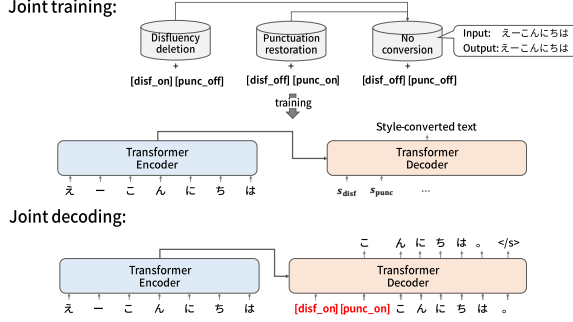 Joint training:
Disfluency deletion
Punctuation restoration
No conversion
Input: えーこんにちは
Output: えーこんにちは
+
+
+
[disf_on] [punc_off]
[disf_off] [punc_on]
[disf_off] [punc_off]
training
Style-converted text
Transformer Encoder
Transformer Decoder
え ー こ ん に ち は
s_disf s_punc ...
Joint decoding:
こ ん に ち は 。 </s>
Transformer Encoder
Transformer Decoder
え ー こ ん に ち は
[disf_on] [punc_on] こ ん に ち は 。